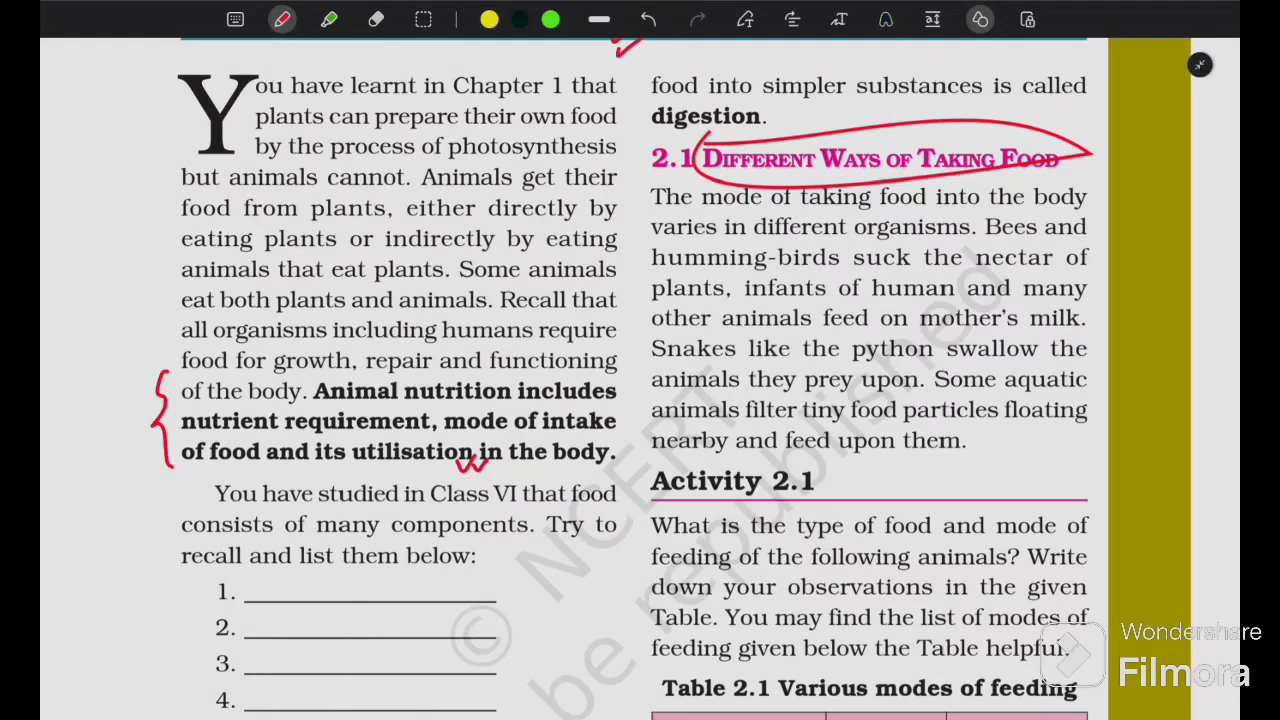 You have learnt in Chapter 1 that
plants can prepare their own food
by the process of photosynthesis
but animals cannot. Animals get their
food from plants, either directly by
eating plants or indirectly by eating
animals that eat plants. Some animals
eat both plants and animals. Recall that
all organisms including humans require
food for growth, repair and functioning
of the body. Animal nutrition includes
nutrient requirement, mode of intake
of food and its utilisation in the body.
You have studied in Class VI that food
consists of many components. Try to
recall and list them below:
1.
2.
3.
4.
food into simpler substances is called
digestion.
2.1 DIFFERENT WAYS OF TAKING FOOD
The mode of taking food into the body
varies in different organisms. Bees and
humming-birds suck the nectar of
plants, infants of human and many
other animals feed on mother's milk.
Snakes like the python swallow the
animals they prey upon. Some aquatic
animals filter tiny food particles floating
nearby and feed upon them.
Activity 2.1
What is the type of food and mode of
feeding of the following animals? Write
down your observations in the given
Table. You may find the list of modes of
feeding given below the Table helpful.
Table 2.1 Various modes of feeding
© NCERT
be republished
Wondershare
Filmora